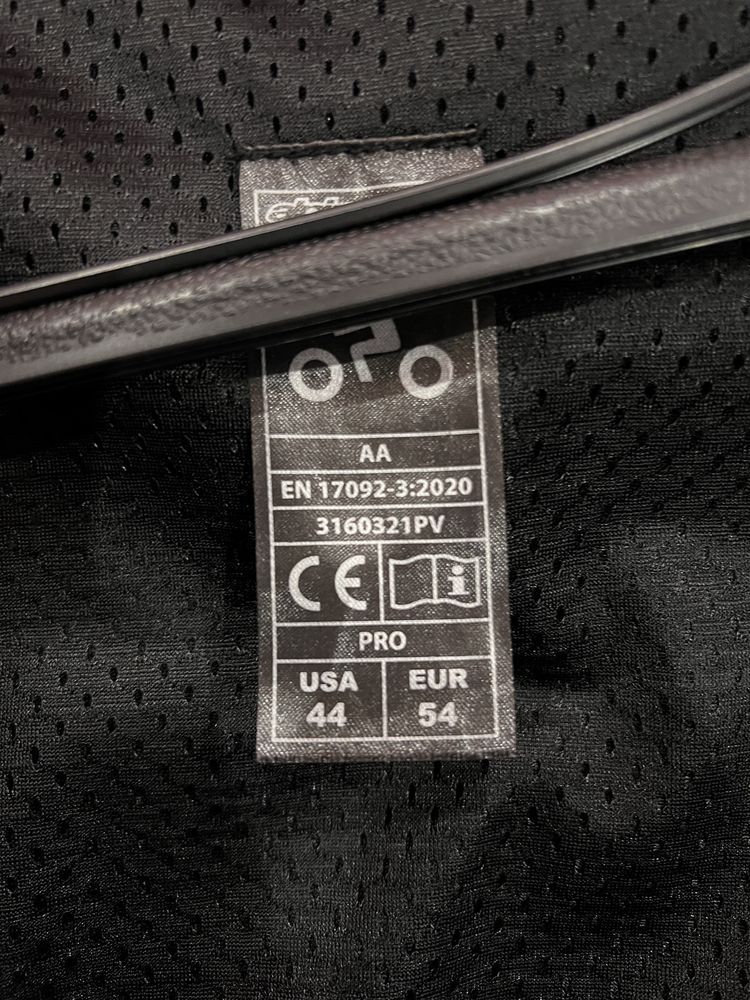 AA
EN 17092-3:2020
3160321PV
CE
i
PRO
USA
44
EUR
54